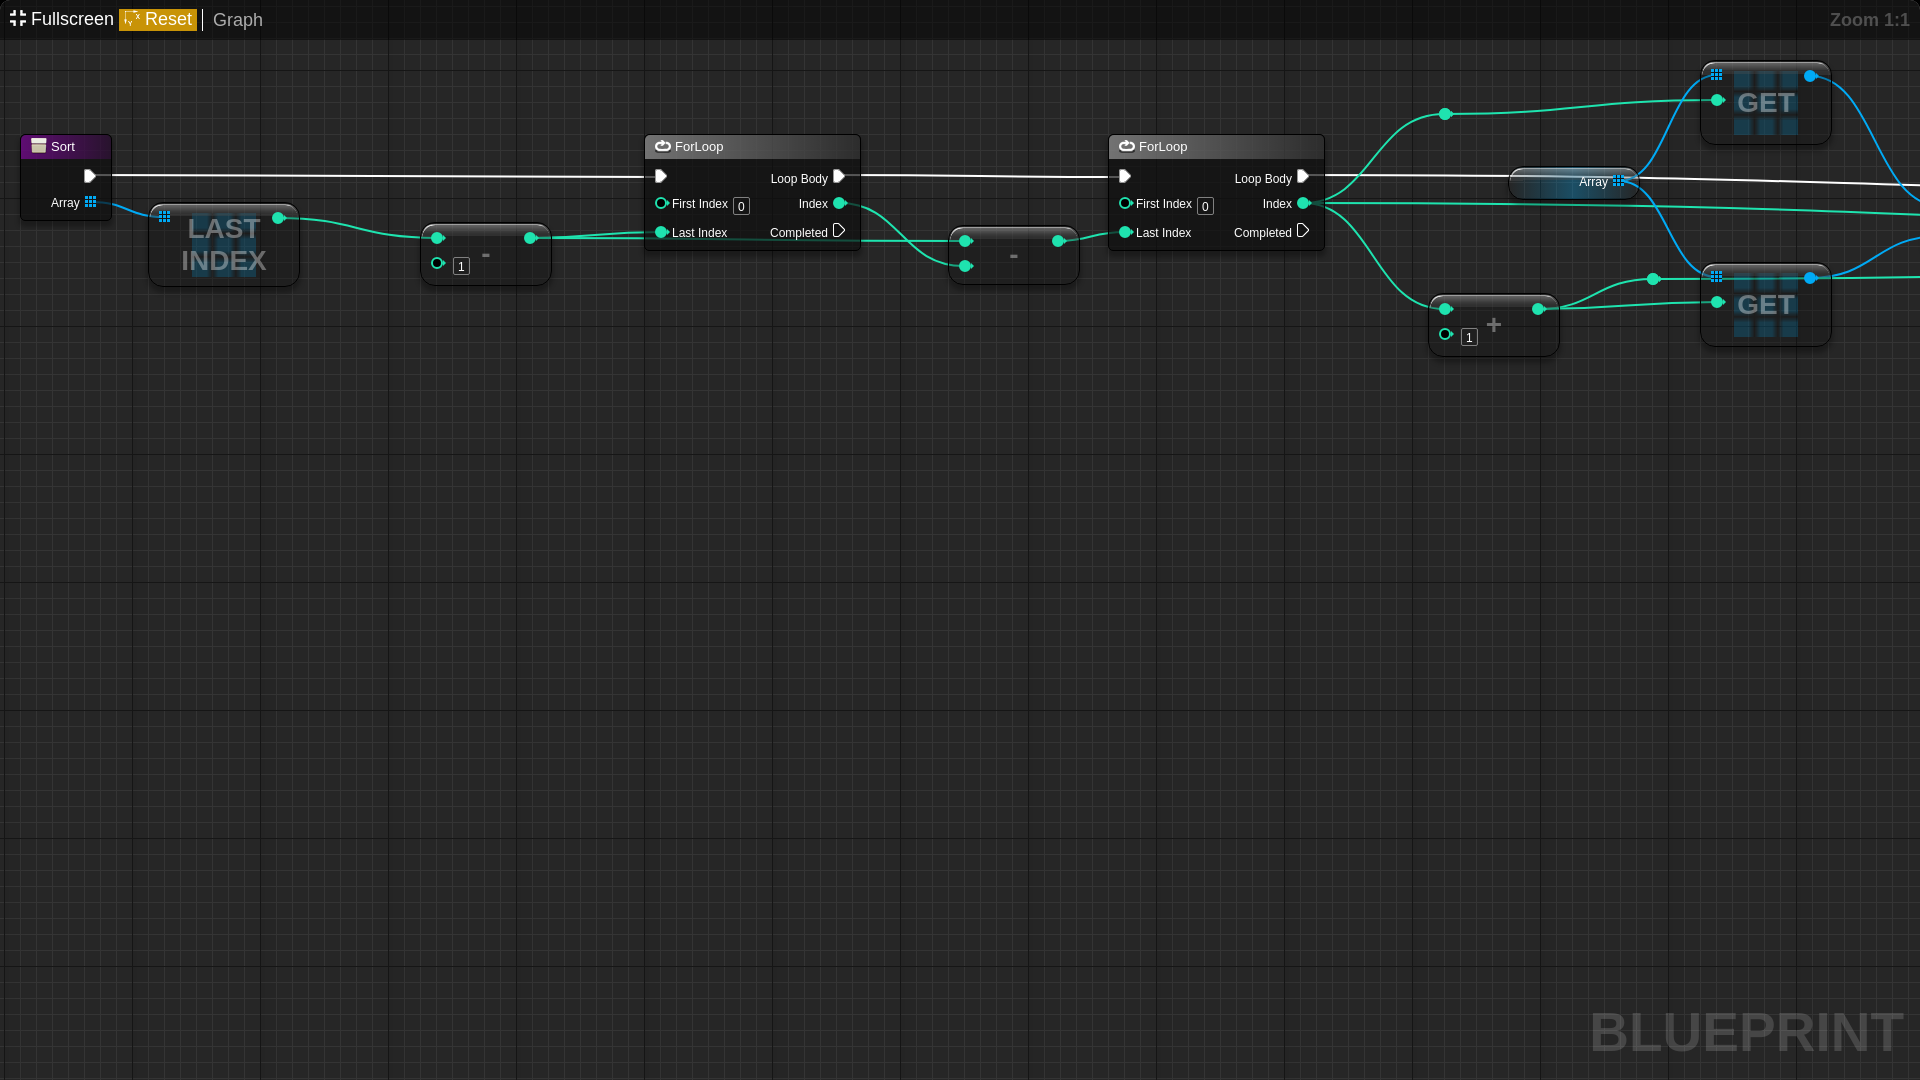 Fullscreen Reset Graph Zoom 1:1
GET
Sort
ForLoop
ForLoop
Loop Body
Loop Body
Array
Array
First Index 0 Index
First Index 0 Index
LAST
INDEX
Last Index Completed
Last Index Completed
1 -
-
GET
1 +
BLUEPRINT